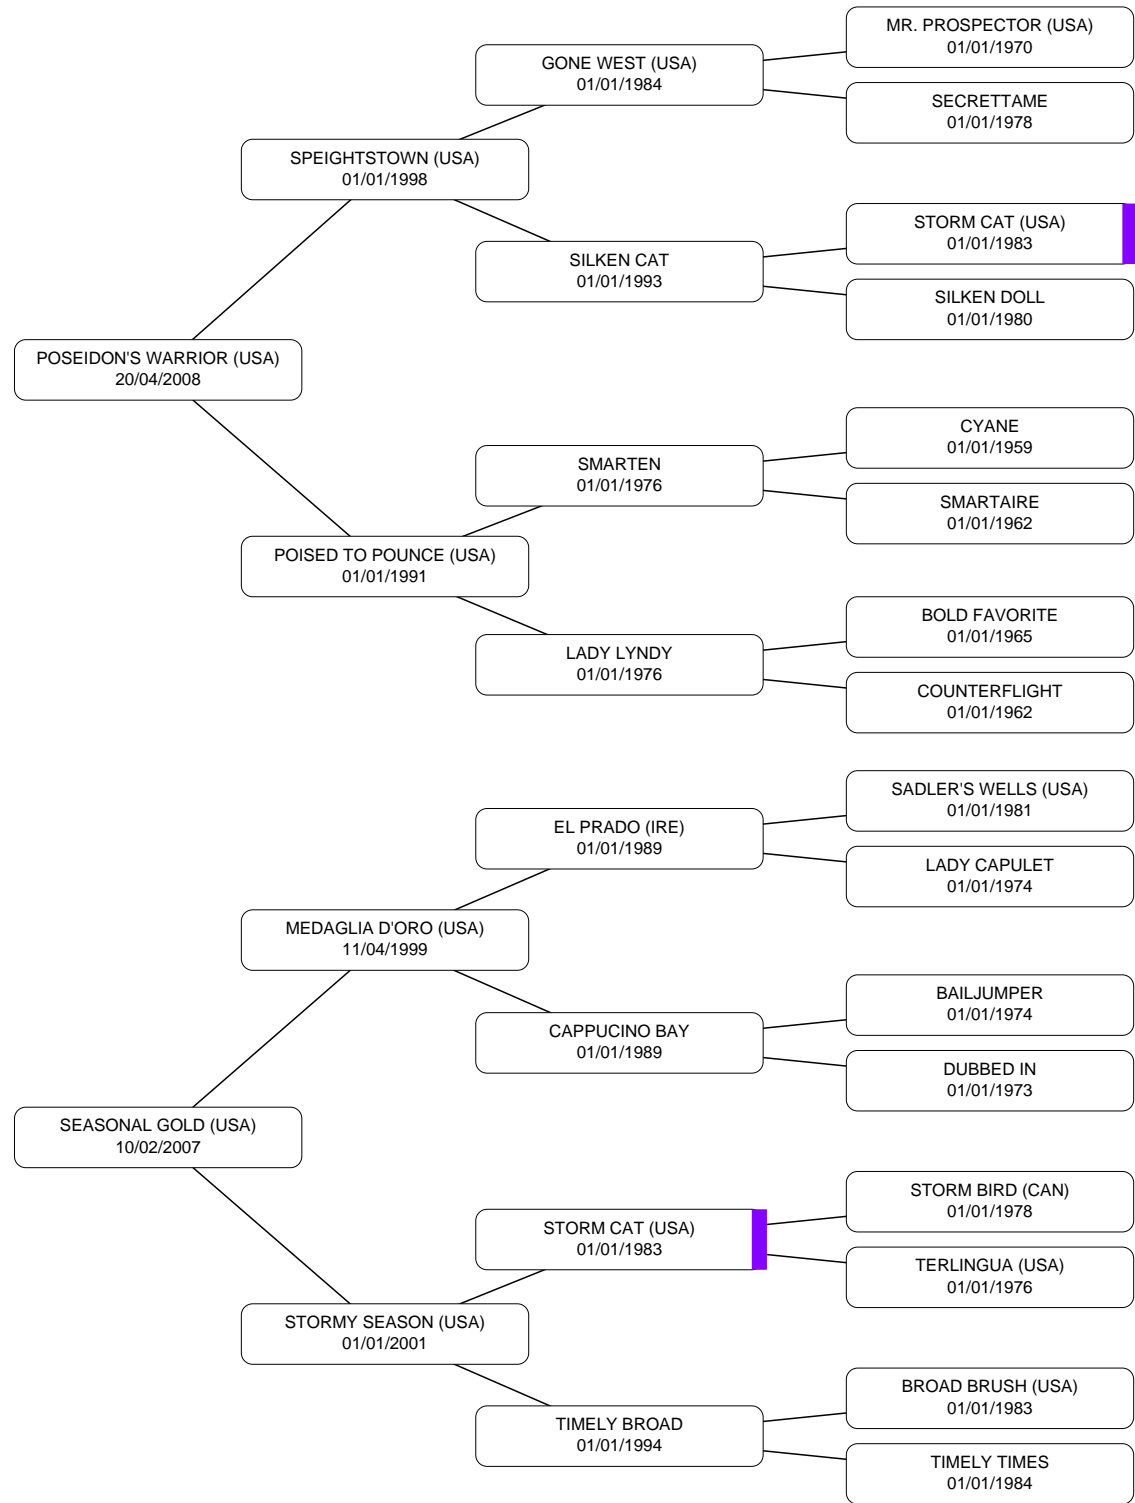 MR. PROSPECTOR (USA)
01/01/1970
GONE WEST (USA)
01/01/1984
SECRETTAME
01/01/1978
SPEIGHTSTOWN (USA)
01/01/1998
STORM CAT (USA)
01/01/1983
SILKEN CAT
01/01/1993
SILKEN DOLL
01/01/1980
POSEIDON'S WARRIOR (USA)
20/04/2008
CYANE
01/01/1959
SMARTEN
01/01/1976
SMARTAIRE
01/01/1962
POISED TO POUNCE (USA)
01/01/1991
BOLD FAVORITE
01/01/1965
LADY LYNDY
01/01/1976
COUNTERFLIGHT
01/01/1962
SADLER'S WELLS (USA)
01/01/1981
EL PRADO (IRE)
01/01/1989
LADY CAPULET
01/01/1974
MEDAGLIA D'ORO (USA)
11/04/1999
BAILJUMPER
01/01/1974
CAPPUCINO BAY
01/01/1989
DUBBED IN
01/01/1973
SEASONAL GOLD (USA)
10/02/2007
STORM BIRD (CAN)
01/01/1978
STORM CAT (USA)
01/01/1983
TERLINGUA (USA)
01/01/1976
STORMY SEASON (USA)
01/01/2001
BROAD BRUSH (USA)
01/01/1983
TIMELY BROAD
01/01/1994
TIMELY TIMES
01/01/1984